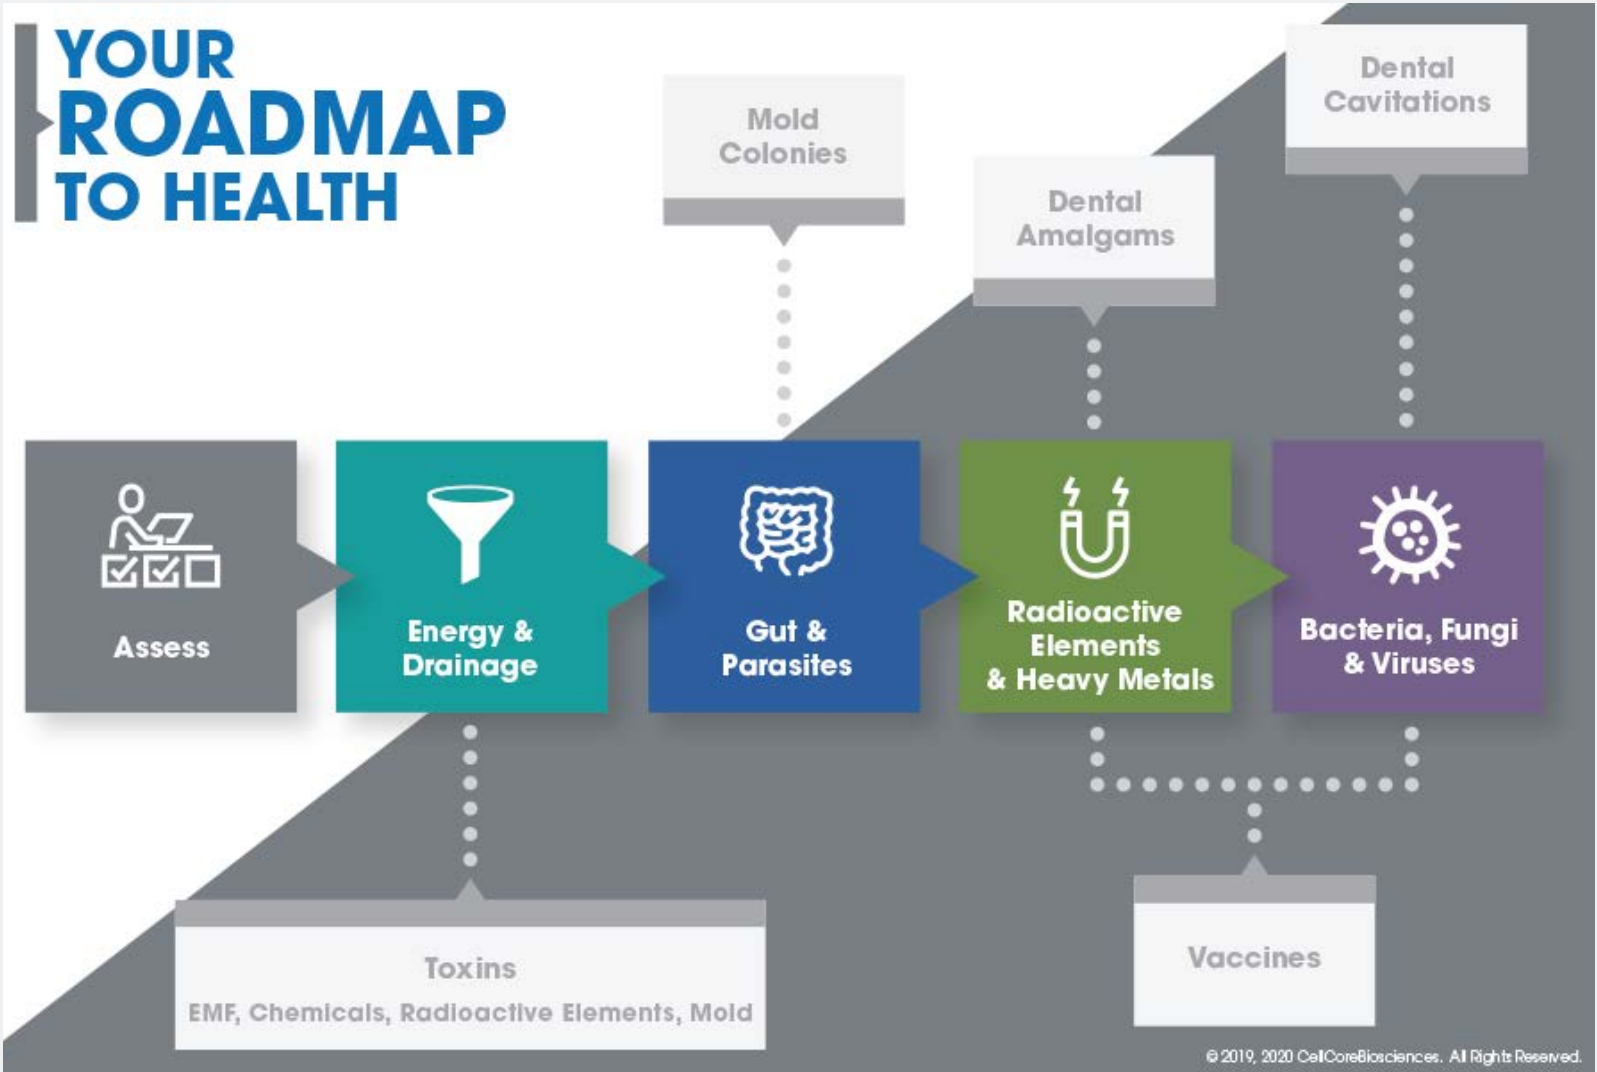 YOUR
ROADMAP
TO HEALTH
Mold
Colonies
Dental
Amalgams
Dental
Cavitations
Assess
Energy &
Drainage
Gut &
Parasites
Radioactive
Elements
& Heavy Metals
Bacteria, Fungi
& Viruses
Toxins
EMF, Chemicals, Radioactive Elements, Mold
Vaccines
© 2019, 2020 CellCoreBiosciences. All Rights Reserved.